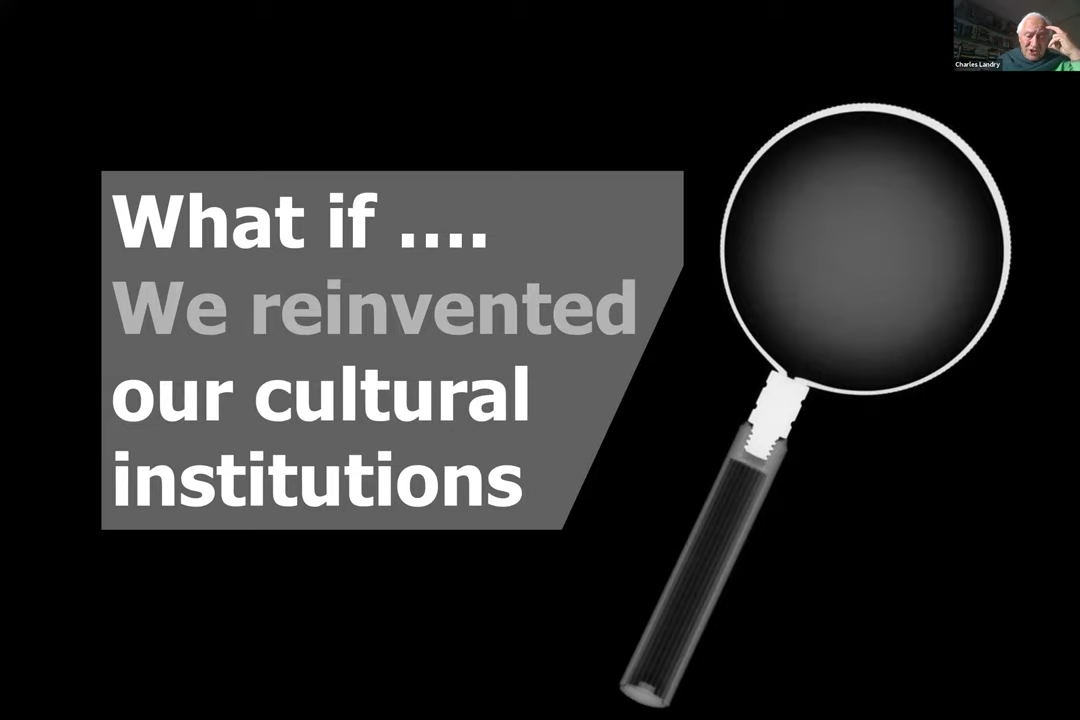 What if ....
We reinvented
our cultural
institutions
Charles Landry